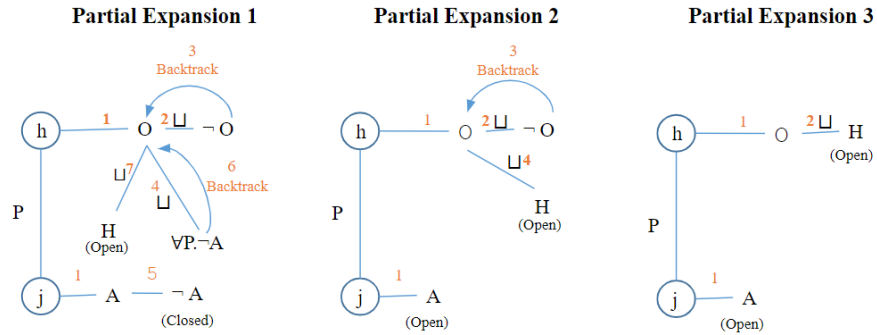 Partial Expansion 1
Partial Expansion 2
Partial Expansion 3
3
Backtrack
h
1
O
2 ⊔
¬ O
⊔ 7
4
⊔
6
Backtrack
P
H
(Open)
∀P.¬A
j
1
A
5
¬ A
(Closed)
3
Backtrack
h
1
O
2 ⊔
¬ O
⊔4
P
H
(Open)
j
1
A
(Open)
h
1
O
2 ⊔
H
(Open)
P
j
1
A
(Open)